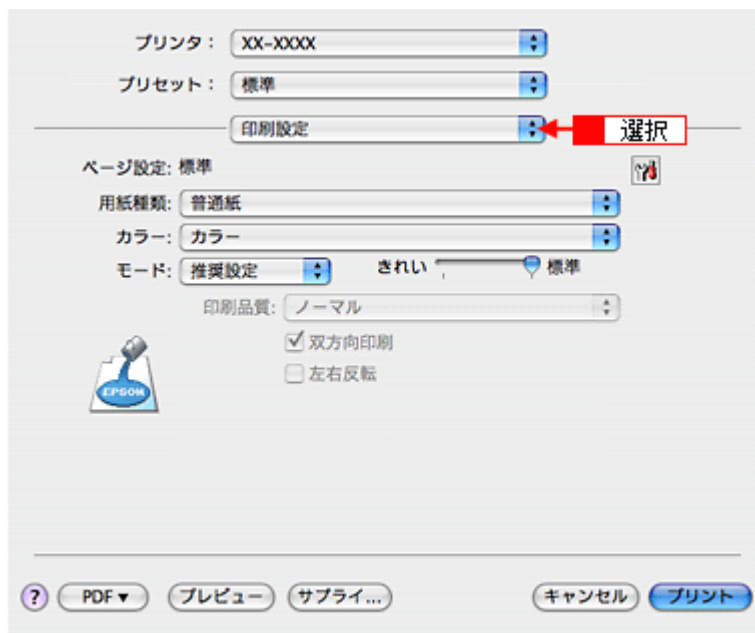 プリンタ： XX-XXXX
プリセット： 標準
印刷設定 選択
ページ設定: 標準
用紙種類: 普通紙
カラー: カラー
モード: 推奨設定 きれい 標準
印刷品質: ノーマル
双方向印刷
左右反転
EPSON
? PDF▼ プレビュー サプライ... キャンセル プリント